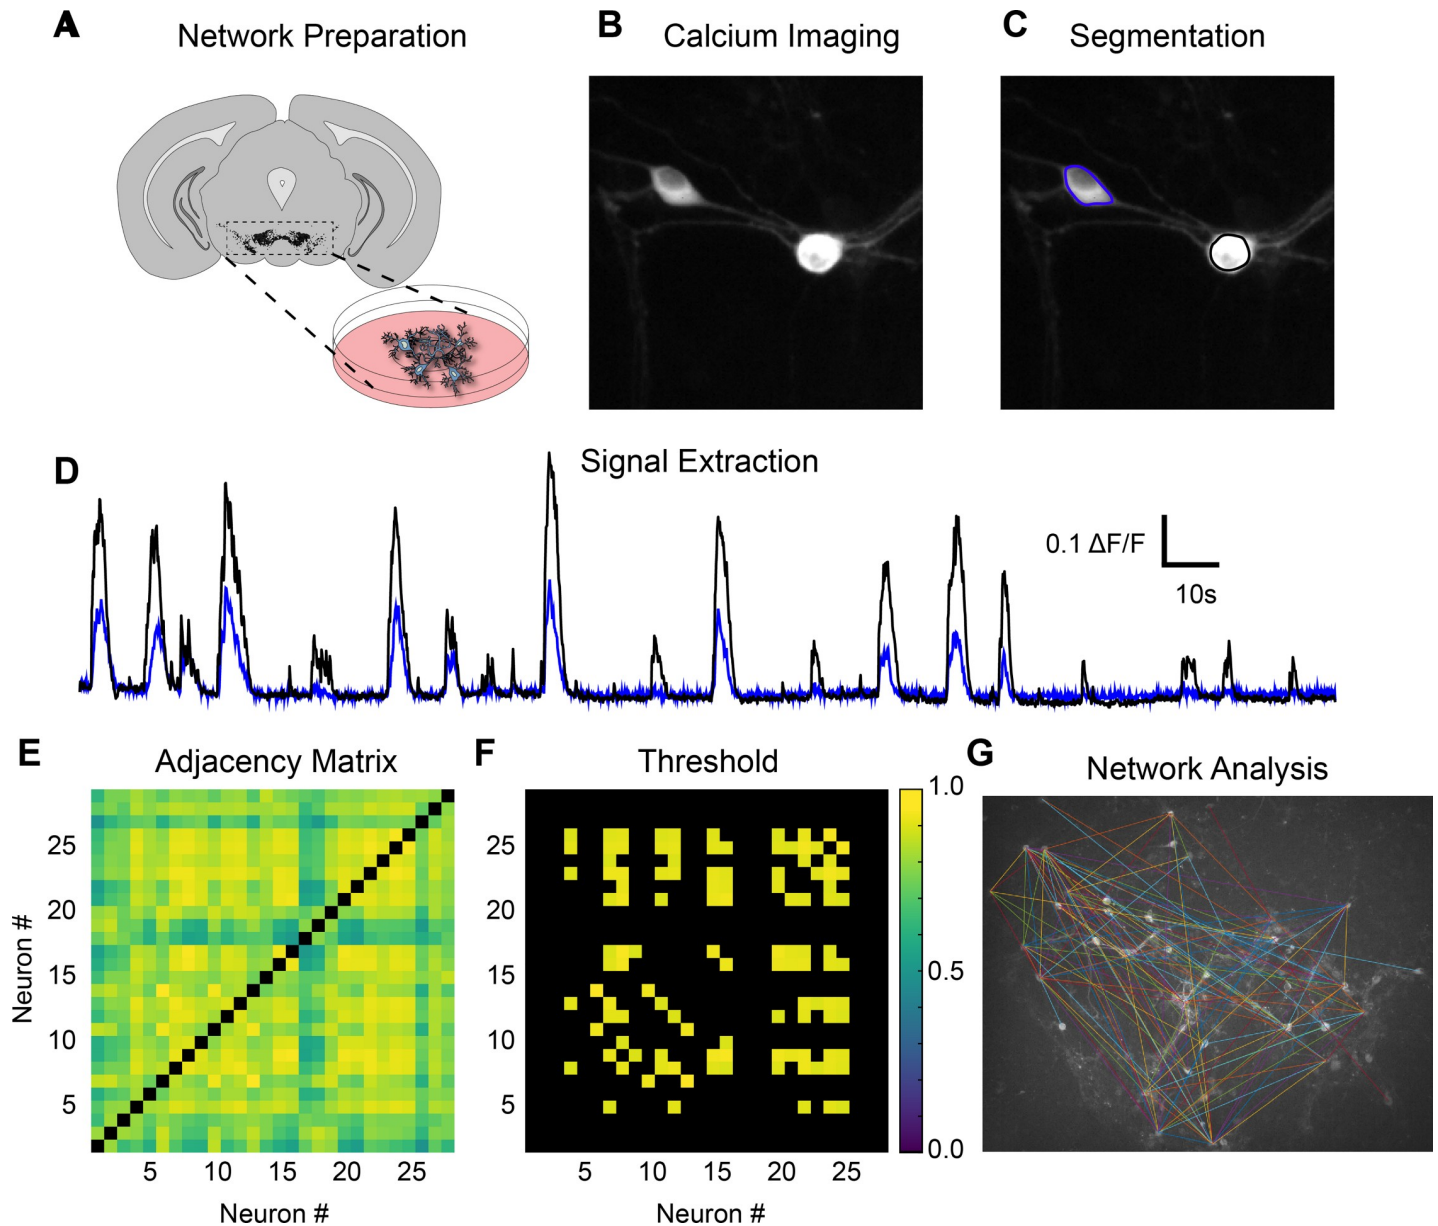 A
Network Preparation
B
Calcium Imaging
C
Segmentation
D
Signal Extraction
0.1 ΔF/F
10s
E
Adjacency Matrix
F
Threshold
G
Network Analysis
Neuron #
25
20
15
10
5
5 10 15 20 25
Neuron #
25
20
15
10
5
5 10 15 20 25
Neuron #
1.0
0.5
0.0